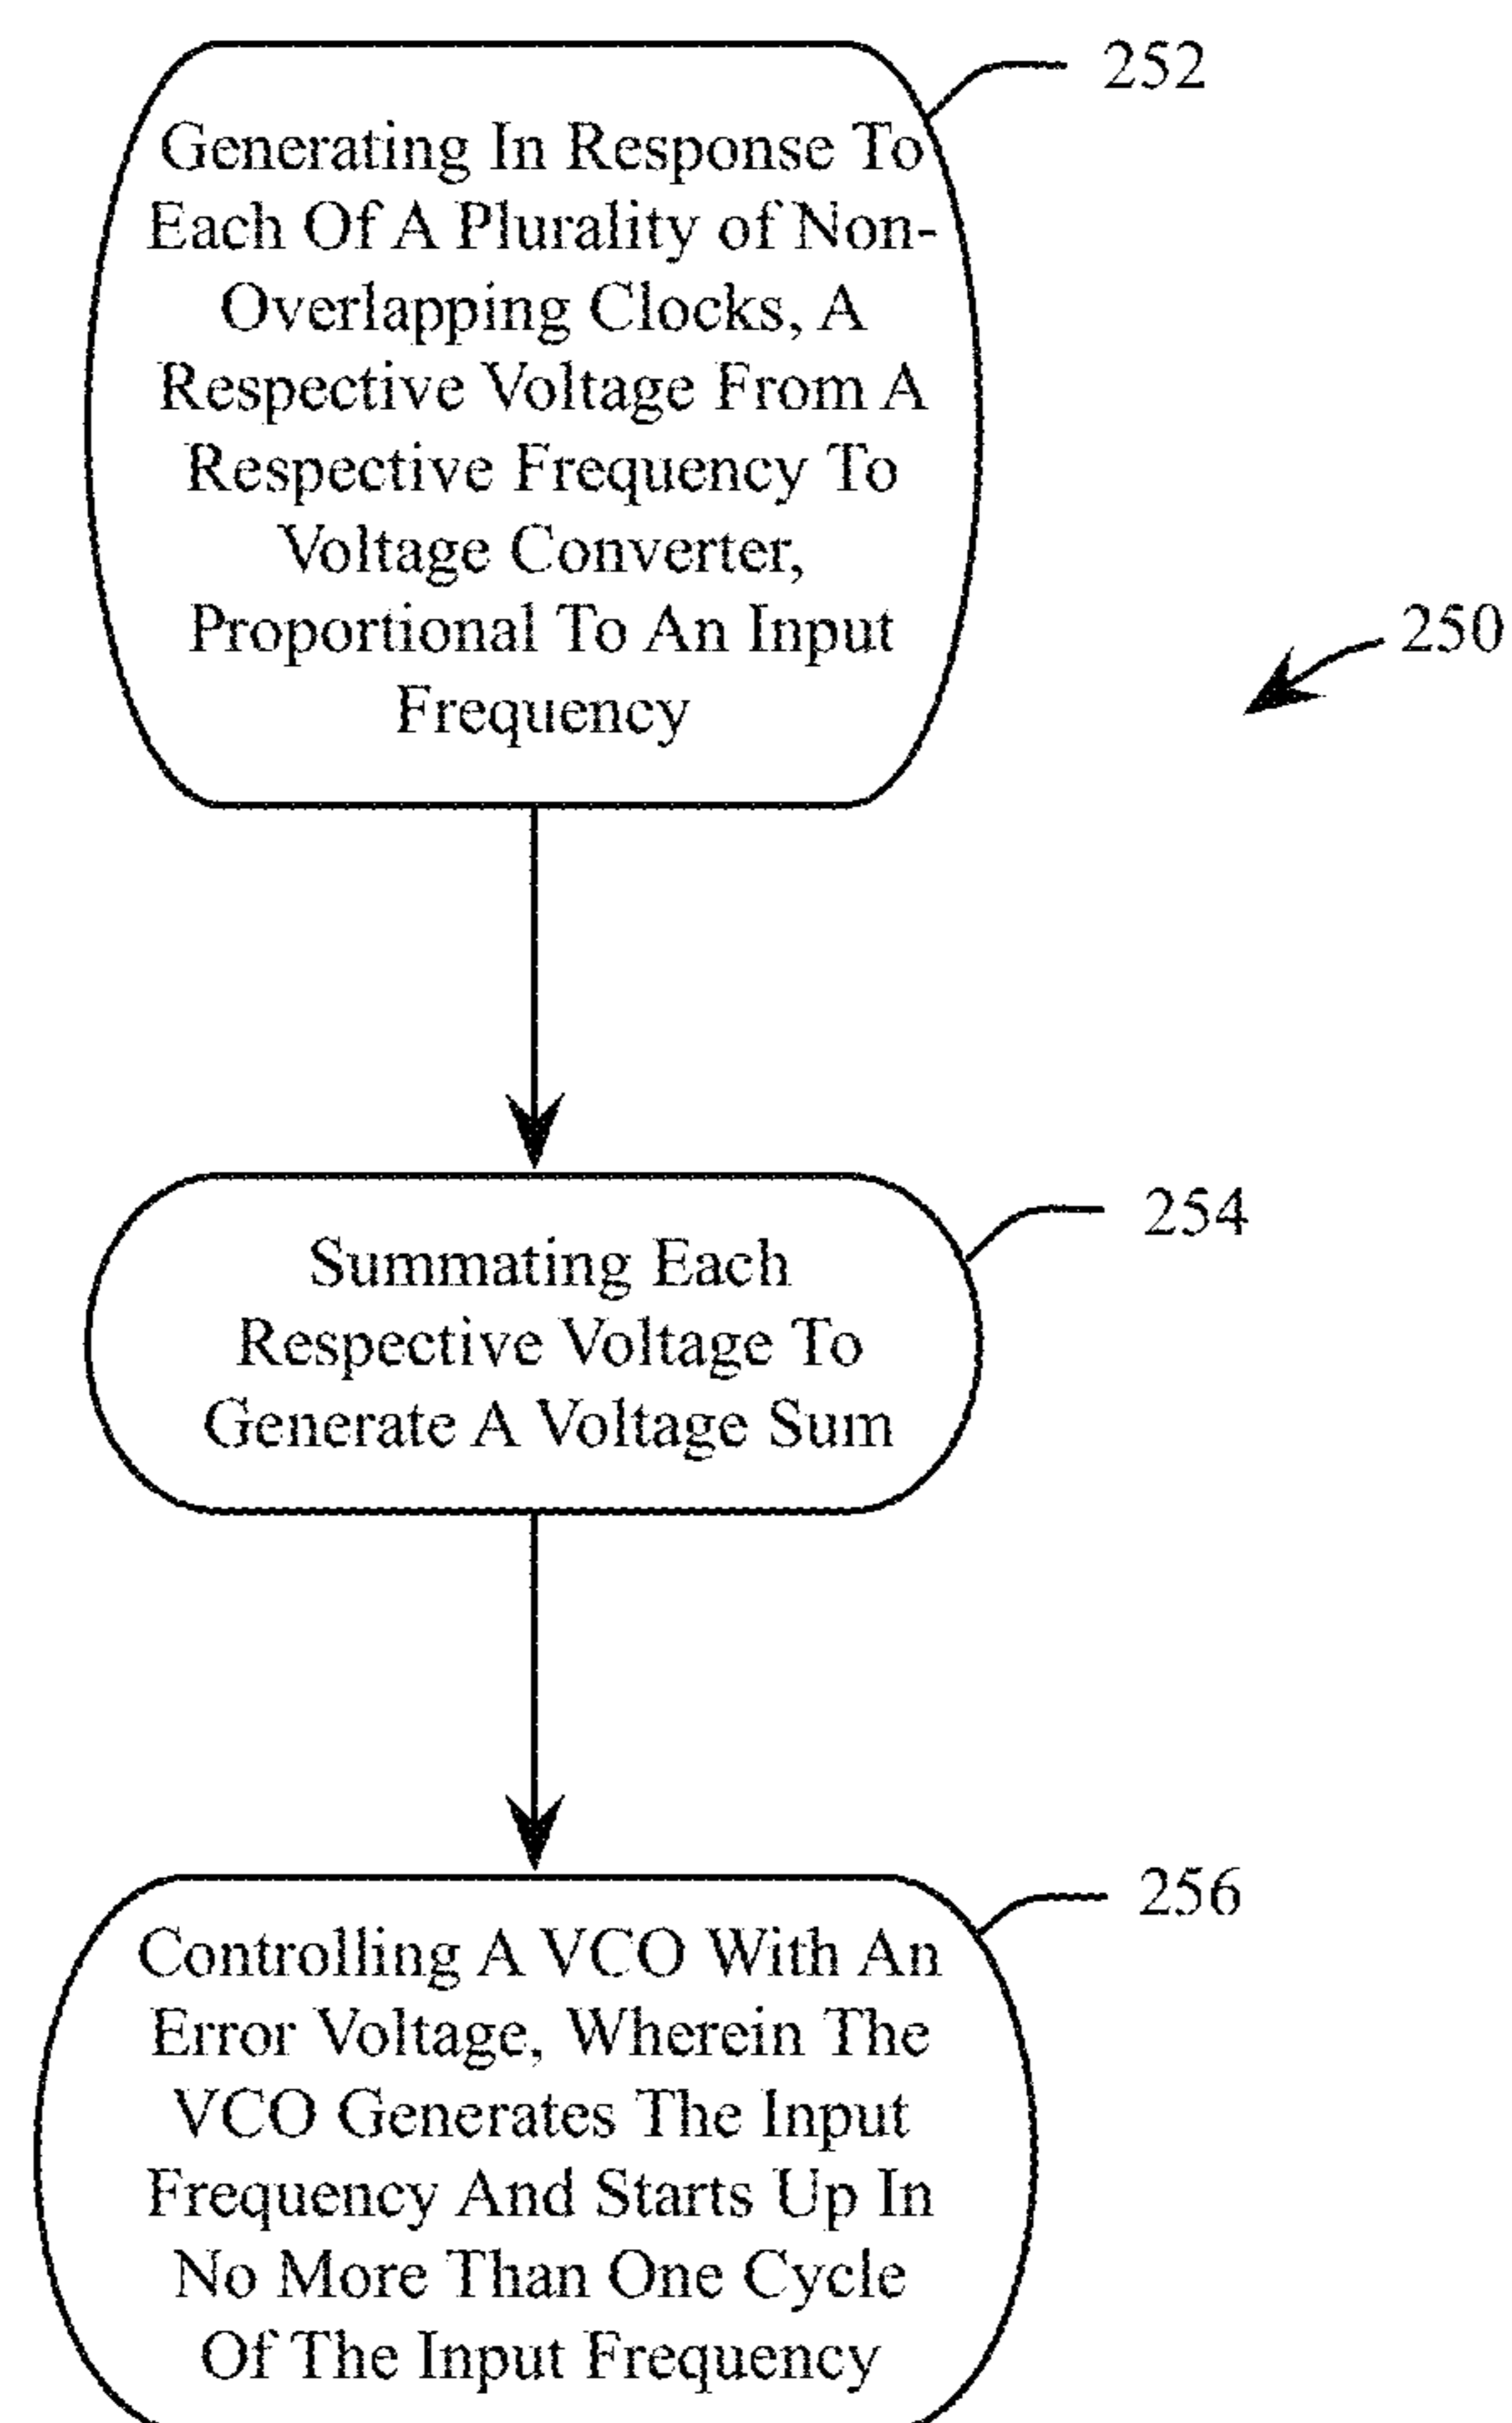 252
Generating In Response To
Each Of A Plurality of Non-
Overlapping Clocks, A
Respective Voltage From A
Respective Frequency To
Voltage Converter,
Proportional To An Input
Frequency
250
254
Summating Each
Respective Voltage To
Generate A Voltage Sum
256
Controlling A VCO With An
Error Voltage, Wherein The
VCO Generates The Input
Frequency And Starts Up In
No More Than One Cycle
Of The Input Frequency